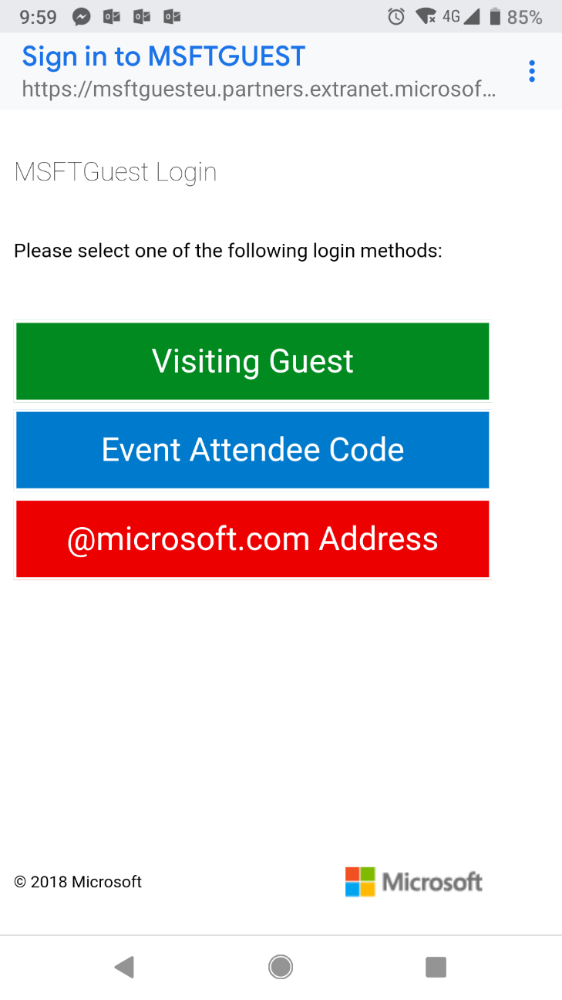 9:59 4G 85%
Sign in to MSFTGUEST
https://msftguesteu.partners.extranet.microsof...
MSFTGuest Login
Please select one of the following login methods:
Visiting Guest
Event Attendee Code
@microsoft.com Address
© 2018 Microsoft
Microsoft